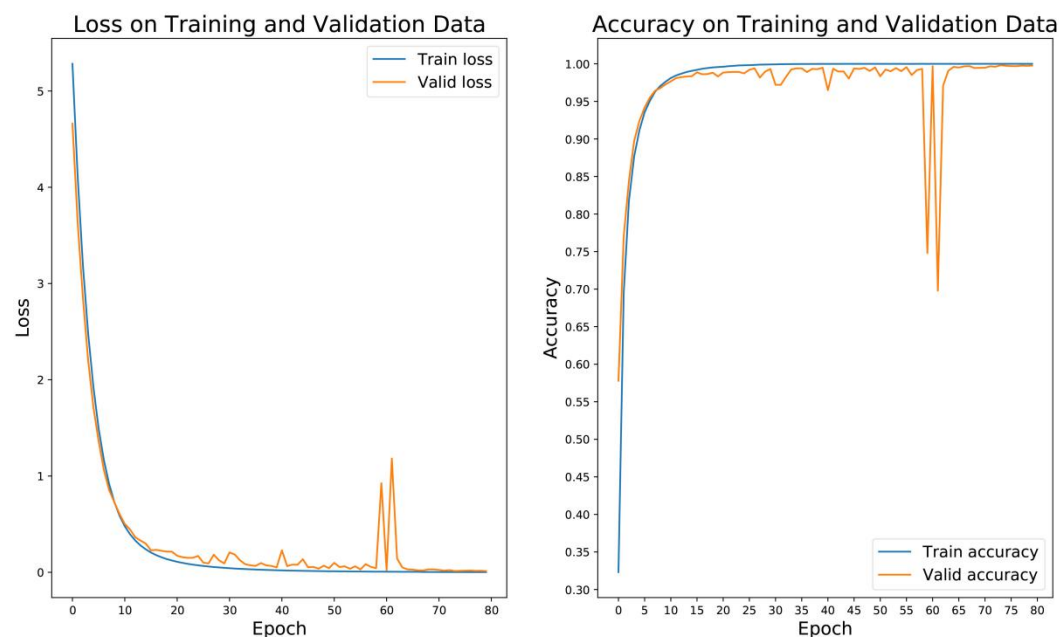 Loss on Training and Validation Data
Train loss
Valid loss
5
4
3
2
1
0
Loss
0 10 20 30 40 50 60 70 80
Epoch
Accuracy on Training and Validation Data
1.00
0.95
0.90
0.85
0.80
0.75
0.70
0.65
0.60
0.55
0.50
0.45
0.40
0.35
0.30
Accuracy
Train accuracy
Valid accuracy
0 5 10 15 20 25 30 35 40 45 50 55 60 65 70 75 80
Epoch